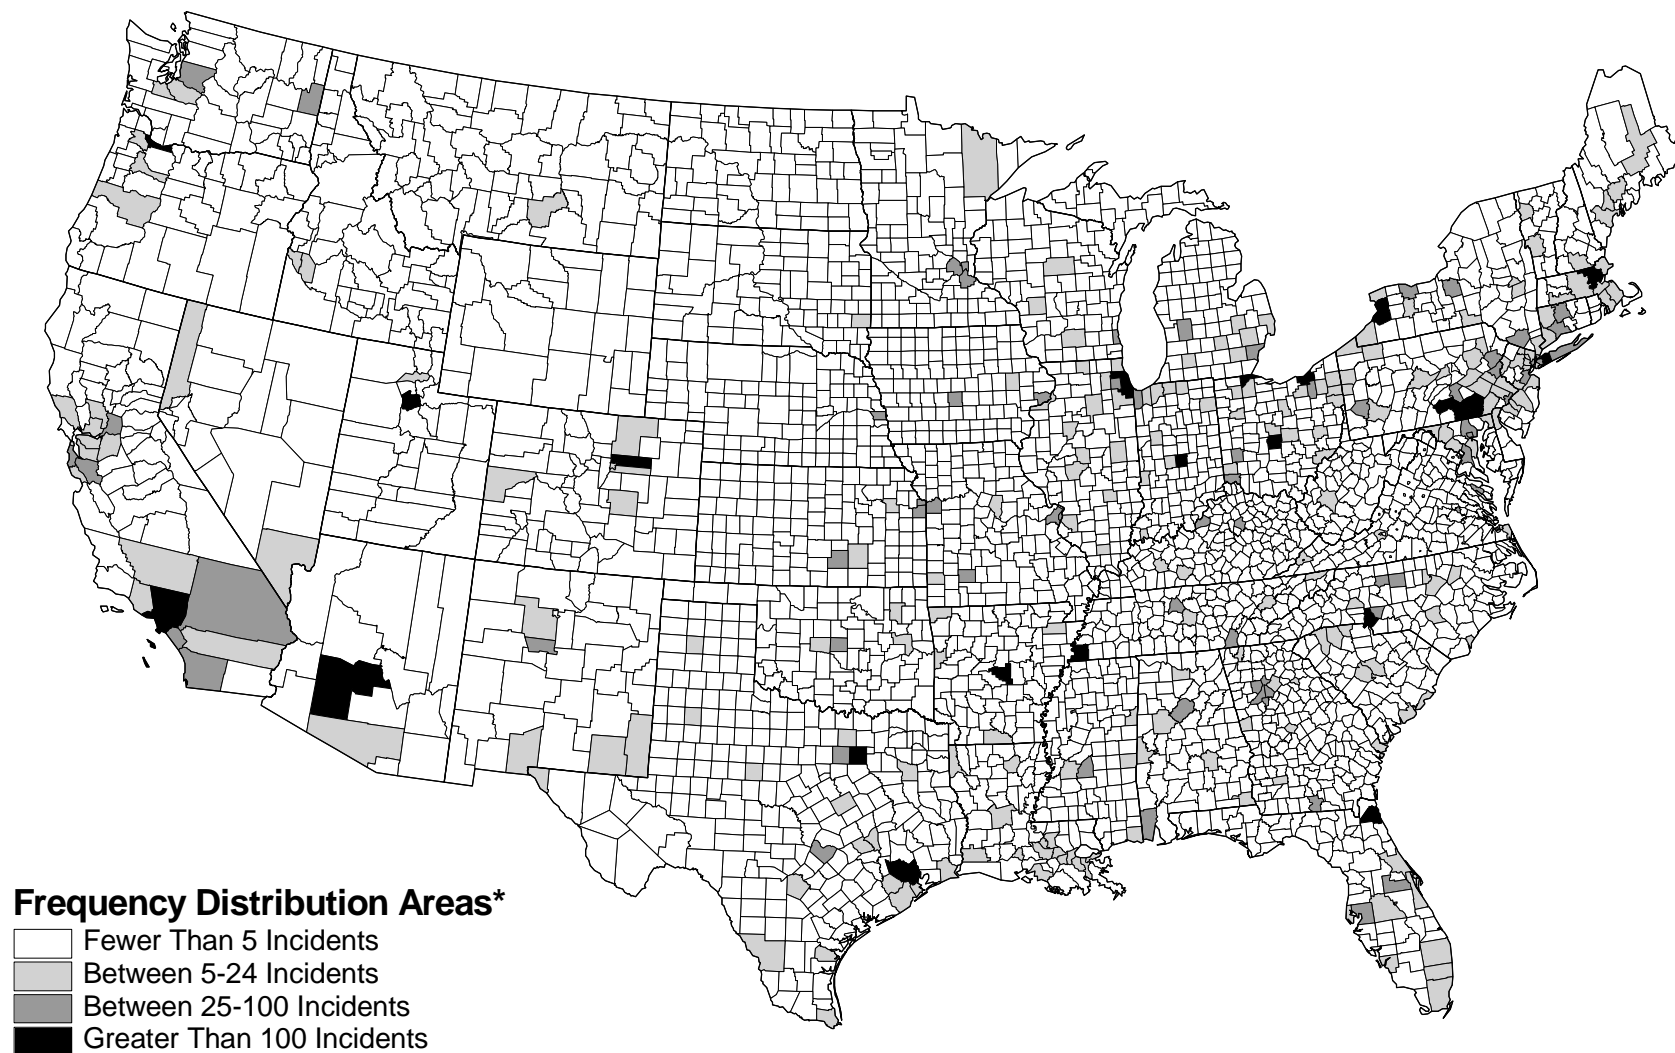 Frequency Distribution Areas*
Fewer Than 5 Incidents
Between 5-24 Incidents
Between 25-100 Incidents
Greater Than 100 Incidents